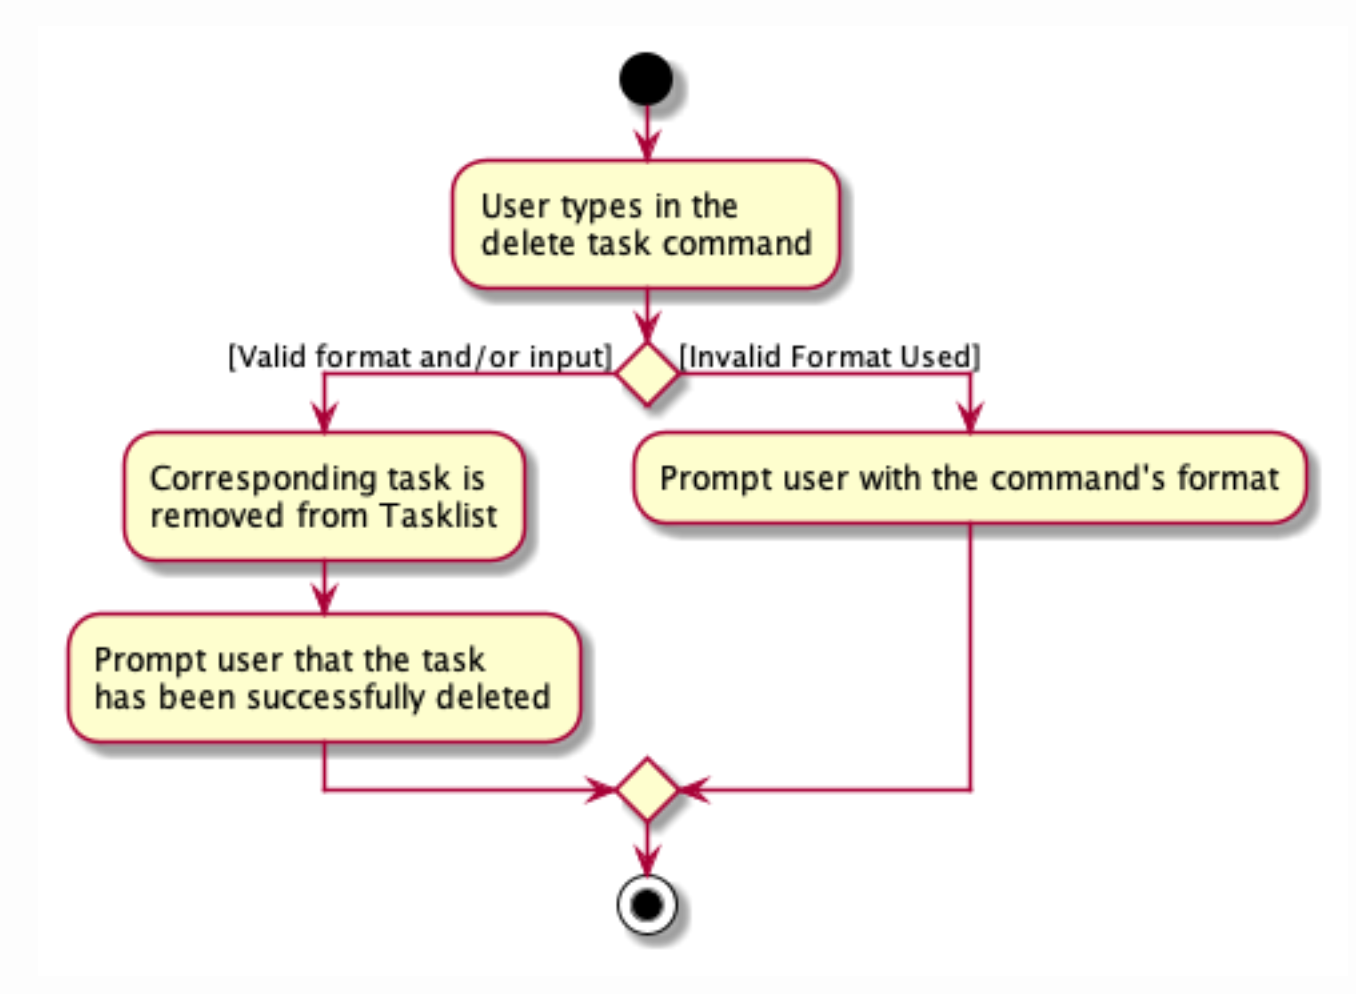 User types in the
delete task command
[Valid format and/or input]
[Invalid Format Used]
Corresponding task is
removed from Tasklist
Prompt user with the command's format
Prompt user that the task
has been successfully deleted